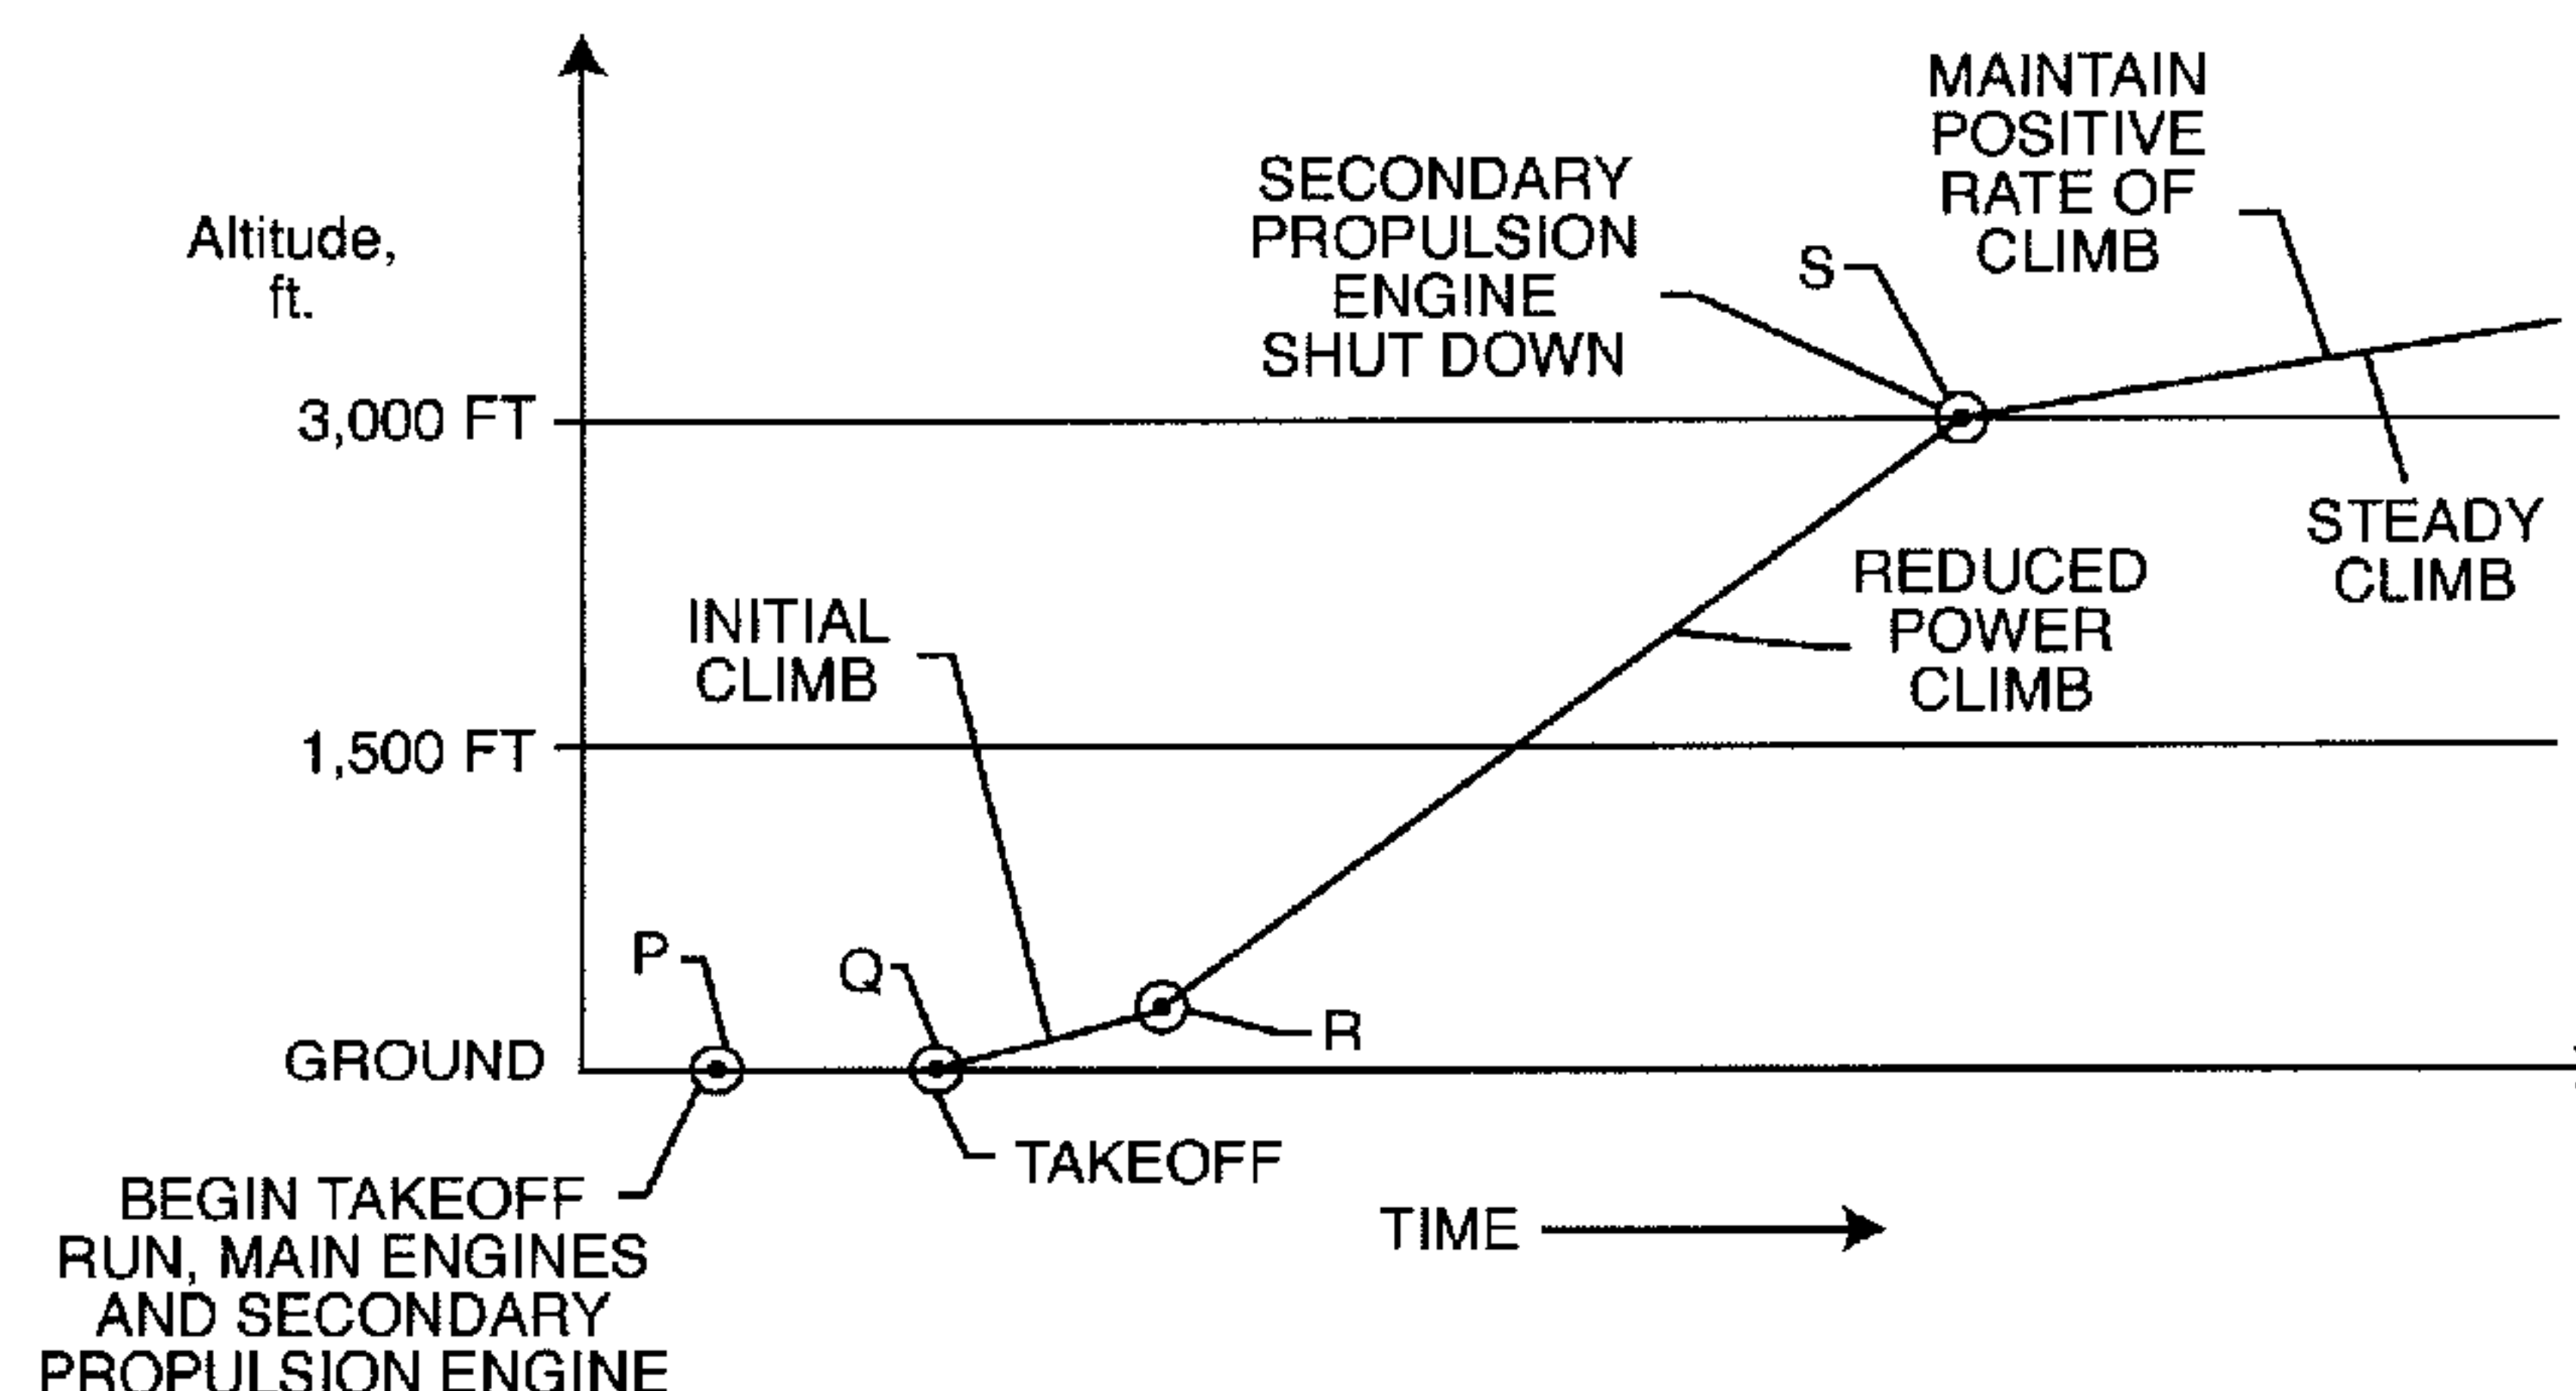 MAINTAIN
POSITIVE
RATE OF
CLIMB
SECONDARY
PROPULSION
ENGINE
SHUT DOWN
S
Altitude,
ft.
3,000 FT
STEADY
CLIMB
REDUCED
POWER
CLIMB
INITIAL
CLIMB
1,500 FT
P
Q
R
GROUND
TAKEOFF
BEGIN TAKEOFF
RUN, MAIN ENGINES
AND SECONDARY
PROPULSION ENGINE
TIME